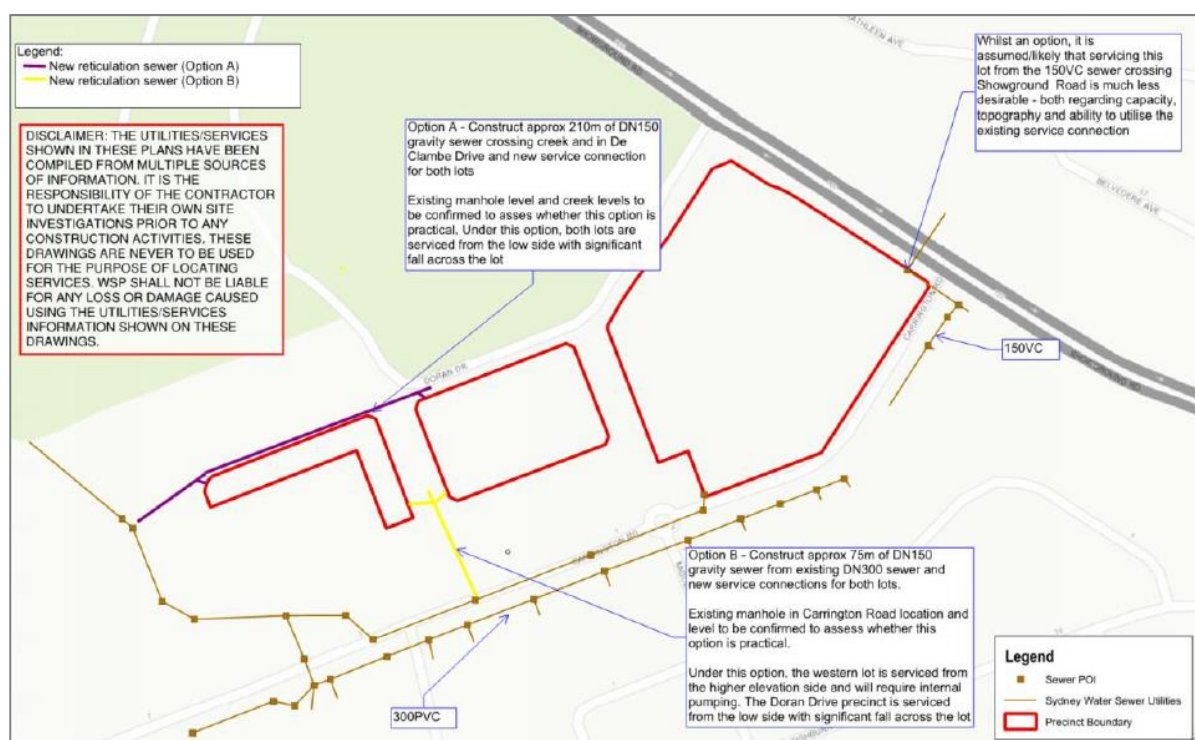 Legend:
New reticulation sewer (Option A)
New reticulation sewer (Option B)
DISCLAIMER: THE UTILITIES/SERVICES
SHOWN IN THESE PLANS HAVE BEEN
COMPILED FROM MULTIPLE SOURCES
OF INFORMATION. IT IS THE
RESPONSIBILITY OF THE CONTRACTOR
TO UNDERTAKE THEIR OWN SITE
INVESTIGATIONS PRIOR TO ANY
CONSTRUCTION ACTIVITIES. THESE
DRAWINGS ARE NEVER TO BE USED
FOR THE PURPOSE OF LOCATING
SERVICES. WSP SHALL NOT BE LIABLE
FOR ANY LOSS OR DAMAGE CAUSED
USING THE UTILITIES/SERVICES
INFORMATION SHOWN ON THESE
DRAWINGS.
Option A - Construct approx 210m of DN150
gravity sewer crossing creek and in De
Clambe Drive and new service connection
for both lots
Existing manhole level and creek levels to
be confirmed to asses whether this option is
practical. Under this option, both lots are
serviced from the low side with significant
fall across the lot
SHOWGROUND RD
KATHLEEN AVE
Whilst an option, it is
assumed/likely that servicing this
lot from the 150VC sewer crossing
Showground Road is much less
desirable - both regarding capacity,
topography and ability to utilise the
existing service connection
BELVEDERE AVE
CARRINGTON RD
SHOWGROUND RD
150VC
DORAN DR
CARRINGTON RD
300PVC
Option B - Construct approx 75m of DN150
gravity sewer from existing DN300 sewer and
new service connections for both lots.
Existing manhole in Carrington Road location and
level to be confirmed to assess whether this
option is practical.
Under this option, the western lot is serviced from
the higher elevation side and will require internal
pumping. The Doran Drive precinct is serviced
from the low side with significant fall across the lot
Legend
Sewer POI
Sydney Water Sewer Utilities
Precinct Boundary